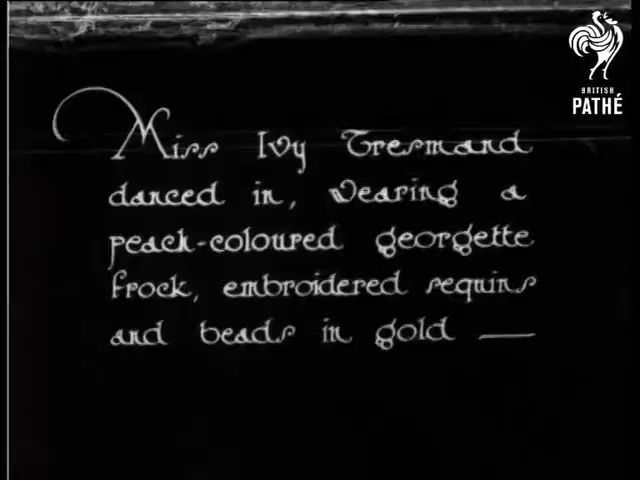 BRITISH
PATHÉ
Miss Ivy Tresmand
danced in, wearing a
peach-coloured georgette
frock, embroidered sequins
and beads in gold —